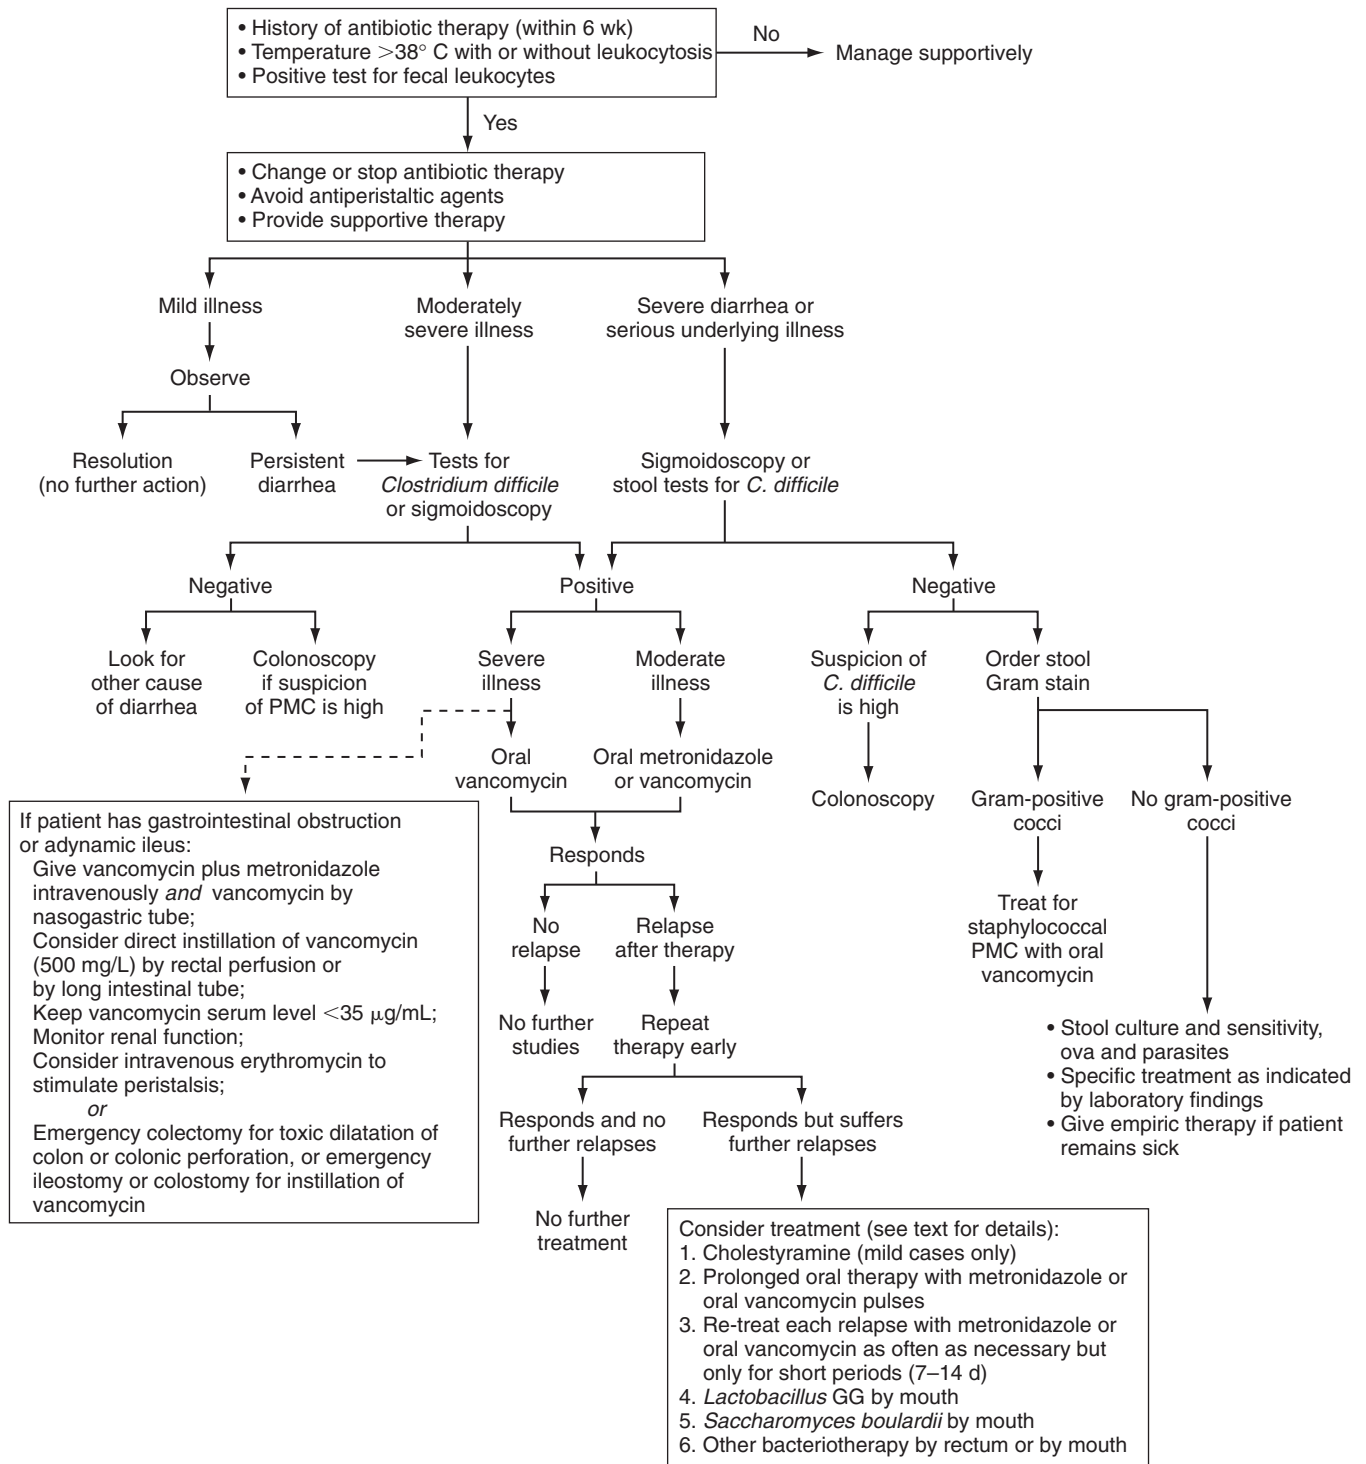 • History of antibiotic therapy (within 6 wk)
• Temperature >38° C with or without leukocytosis
• Positive test for fecal leukocytes
No
Manage supportively
Yes
• Change or stop antibiotic therapy
• Avoid antiperistaltic agents
• Provide supportive therapy
Mild illness
Moderately
severe illness
Severe diarrhea or
serious underlying illness
Observe
Resolution
(no further action)
Persistent
diarrhea
Tests for
Clostridium difficile
or sigmoidoscopy
Sigmoidoscopy or
stool tests for C. difficile
Negative
Positive
Negative
Look for
other cause
of diarrhea
Colonoscopy
if suspicion
of PMC is high
Severe
illness
Moderate
illness
Suspicion of
C. difficile
is high
Order stool
Gram stain
Oral
vancomycin
Oral metronidazole
or vancomycin
Colonoscopy
Gram-positive
cocci
No gram-positive
cocci
If patient has gastrointestinal obstruction
or adynamic ileus:
Give vancomycin plus metronidazole
intravenously and vancomycin by
nasogastric tube;
Consider direct instillation of vancomycin
(500 mg/L) by rectal perfusion or
by long intestinal tube;
Keep vancomycin serum level <35 μg/mL;
Monitor renal function;
Consider intravenous erythromycin to
stimulate peristalsis;
or
Emergency colectomy for toxic dilatation of
colon or colonic perforation, or emergency
ileostomy or colostomy for instillation of
vancomycin
Responds
No
relapse
Relapse
after therapy
Treat for
staphylococcal
PMC with oral
vancomycin
No further
studies
Repeat
therapy early
• Stool culture and sensitivity,
ova and parasites
• Specific treatment as indicated
by laboratory findings
• Give empiric therapy if patient
remains sick
Responds and no
further relapses
Responds but suffers
further relapses
No further
treatment
Consider treatment (see text for details):
1. Cholestyramine (mild cases only)
2. Prolonged oral therapy with metronidazole or
oral vancomycin pulses
3. Re-treat each relapse with metronidazole or
oral vancomycin as often as necessary but
only for short periods (7–14 d)
4. Lactobacillus GG by mouth
5. Saccharomyces boulardii by mouth
6. Other bacteriotherapy by rectum or by mouth